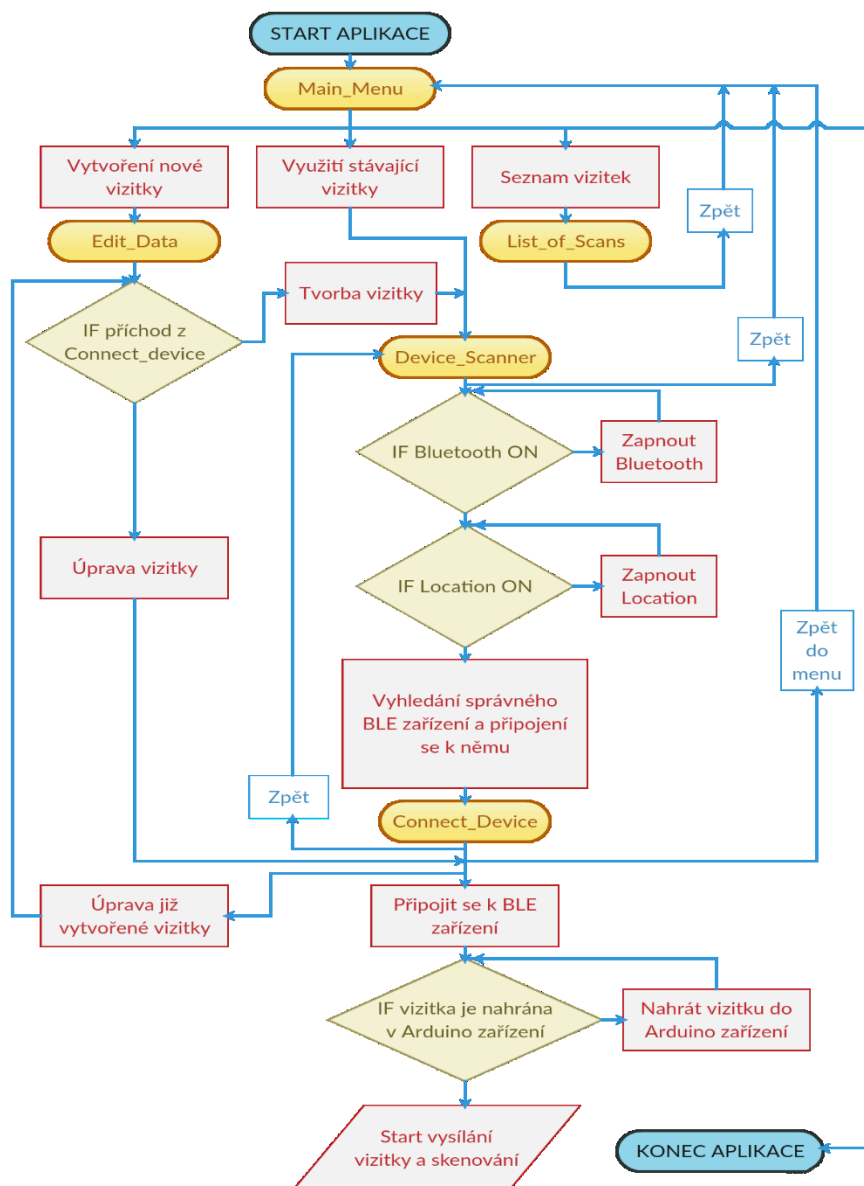 START APLIKACE
Main_Menu
Vytvoření nové
vizitky
Využití stávající
vizitky
Seznam vizitek
Zpět
Edit_Data
List_of_Scans
Tvorba vizitky
IF příchod z
Connect_device
Device_Scanner
Zpět
IF Bluetooth ON
Zapnout
Bluetooth
Úprava vizitky
IF Location ON
Zapnout
Location
Zpět
do
menu
Vyhledání správného
BLE zařízení a připojení
se k němu
Zpět
Connect_Device
Úprava již
vytvořené vizitky
Připojit se k BLE
zařízení
IF vizitka je nahrána
v Arduino zařízení
Nahrát vizitku do
Arduino zařízení
Start vysílání
vizitky a skenování
KONEC APLIKACE